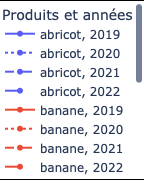 Produits et années
abricot, 2019
abricot, 2020
abricot, 2021
abricot, 2022
banane, 2019
banane, 2020
banane, 2021
banane, 2022